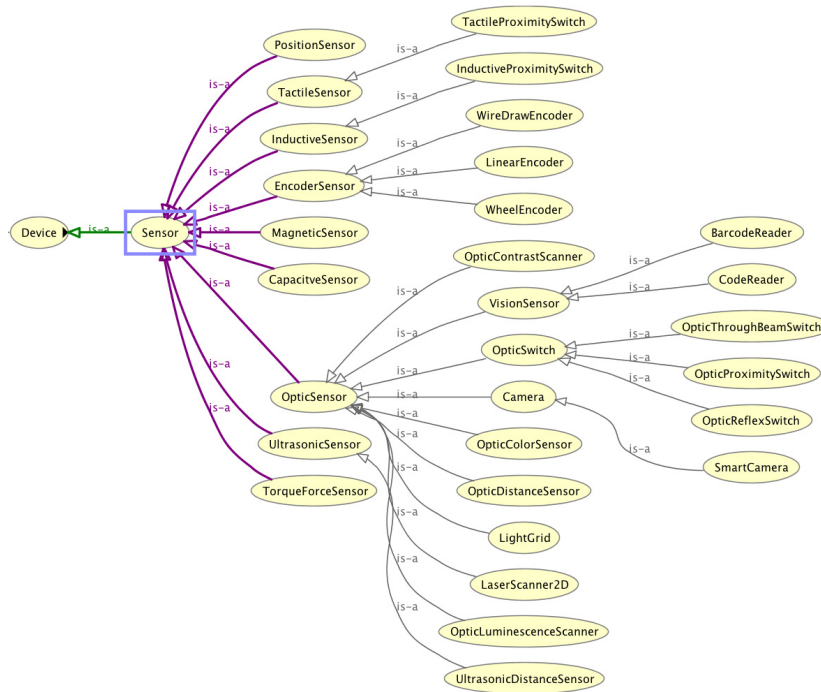 TactileProximitySwitch
PositionSensor
is-a
InductiveProximitySwitch
is-a
TactileSensor
is-a
WireDrawEncoder
is-a
InductiveSensor
is-a
is-a
LinearEncoder
is-a
EncoderSensor
is-a
is-a
WheelEncoder
Device
is-a
Sensor
is-a
MagneticSensor
BarcodeReader
is-a
OpticContrastScanner
is-a
CapacitveSensor
is-a
CodeReader
is-a
is-a
VisionSensor
is-a
OpticThroughBeamSwitch
is-a
is-a
OpticSwitch
is-a
is-a
OpticProximitySwitch
is-a
is-a
OpticSensor
is-a
Camera
is-a
is-a
OpticReflexSwitch
UltrasonicSensor
is-a
OpticColorSensor
is-a
SmartCamera
TorqueForceSensor
is-a
OpticDistanceSensor
is-a
LightGrid
is-a
LaserScanner2D
is-a
OpticLuminescenceScanner
UltrasonicDistanceSensor